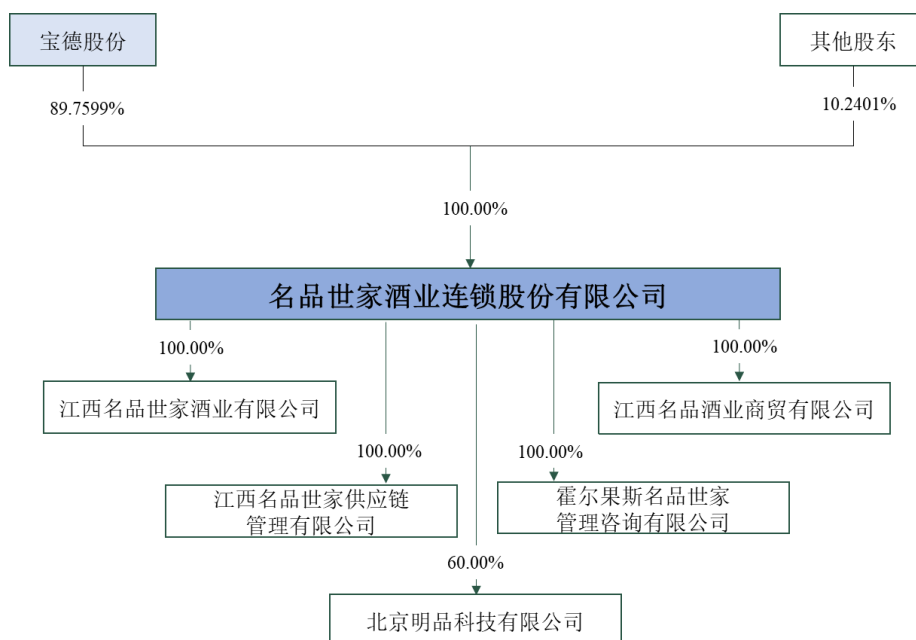 宝德股份
其他股东
89.7599%
10.2401%
100.00%
名品世家酒业连锁股份有限公司
100.00%
100.00%
江西名品世家酒业有限公司
江西名品酒业商贸有限公司
100.00%
100.00%
江西名品世家供应链
管理有限公司
霍尔果斯名品世家
管理咨询有限公司
60.00%
北京明品科技有限公司